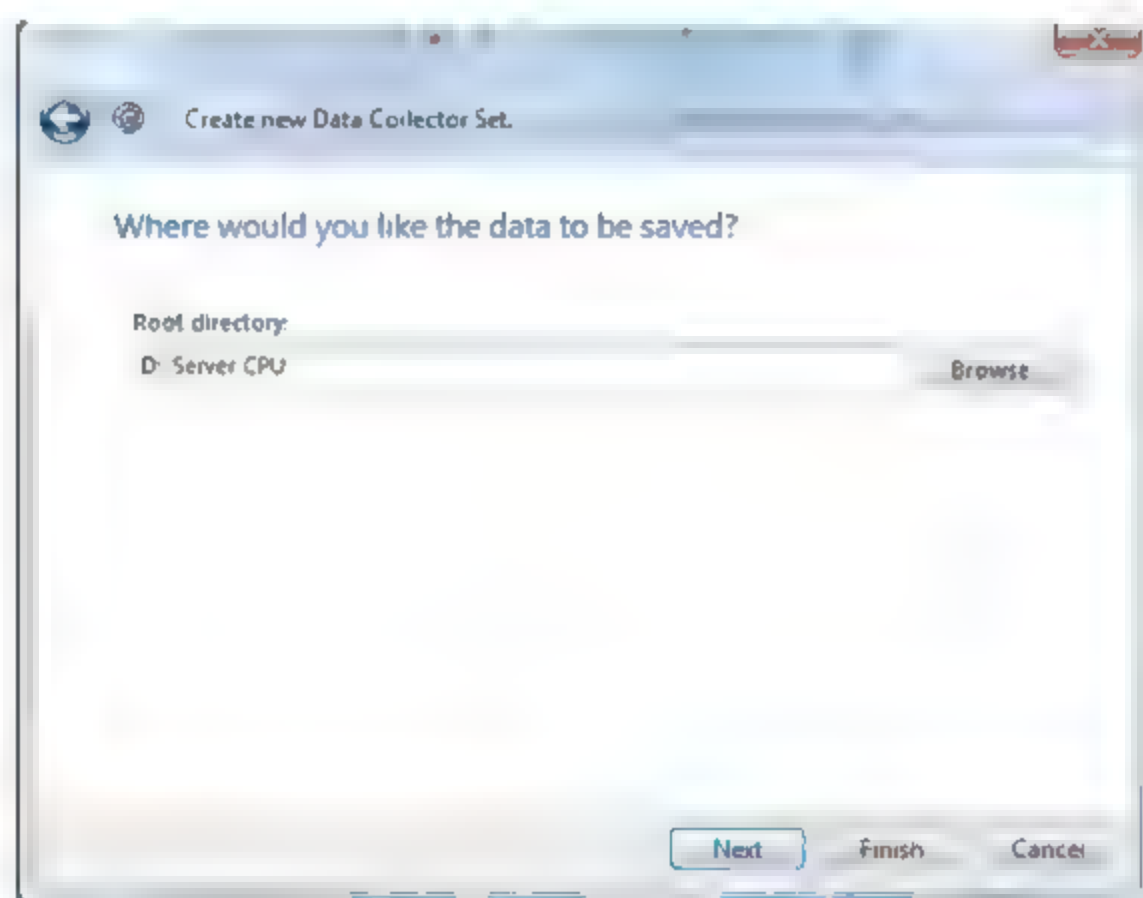 Create new Data Collector Set.
Where would you like the data to be saved?
Root directory:
D: Server CPU
Browse
Next
Finish
Cancel